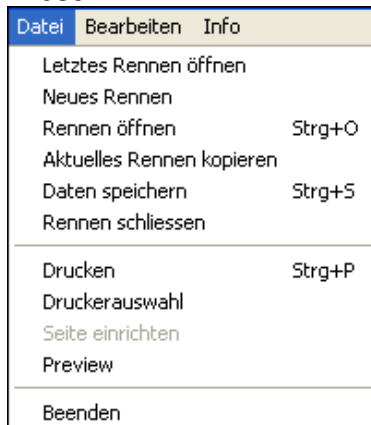 Datei Bearbeiten Info
Letztes Rennen öffnen
Neues Rennen
Rennen öffnen Strg+O
Aktuelles Rennen kopieren
Daten speichern Strg+S
Rennen schliessen
Drucken Strg+P
Druckerauswahl
Seite einrichten
Preview
Beenden